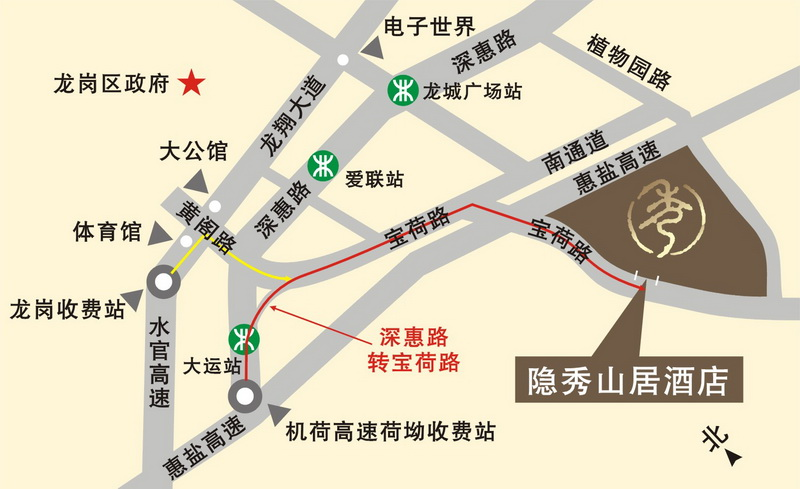 电子世界
深惠路
植物园路
龙岗区政府
龙城广场站
龙翔大道
大公馆
南通道
惠盐高速
爱联站
深惠路
黄阁路
体育馆
宝荷路
宝荷路
龙岗收费站
水官高速
大运站
深惠路
转宝荷路
隐秀山居酒店
惠盐高速
机荷高速荷坳收费站
北